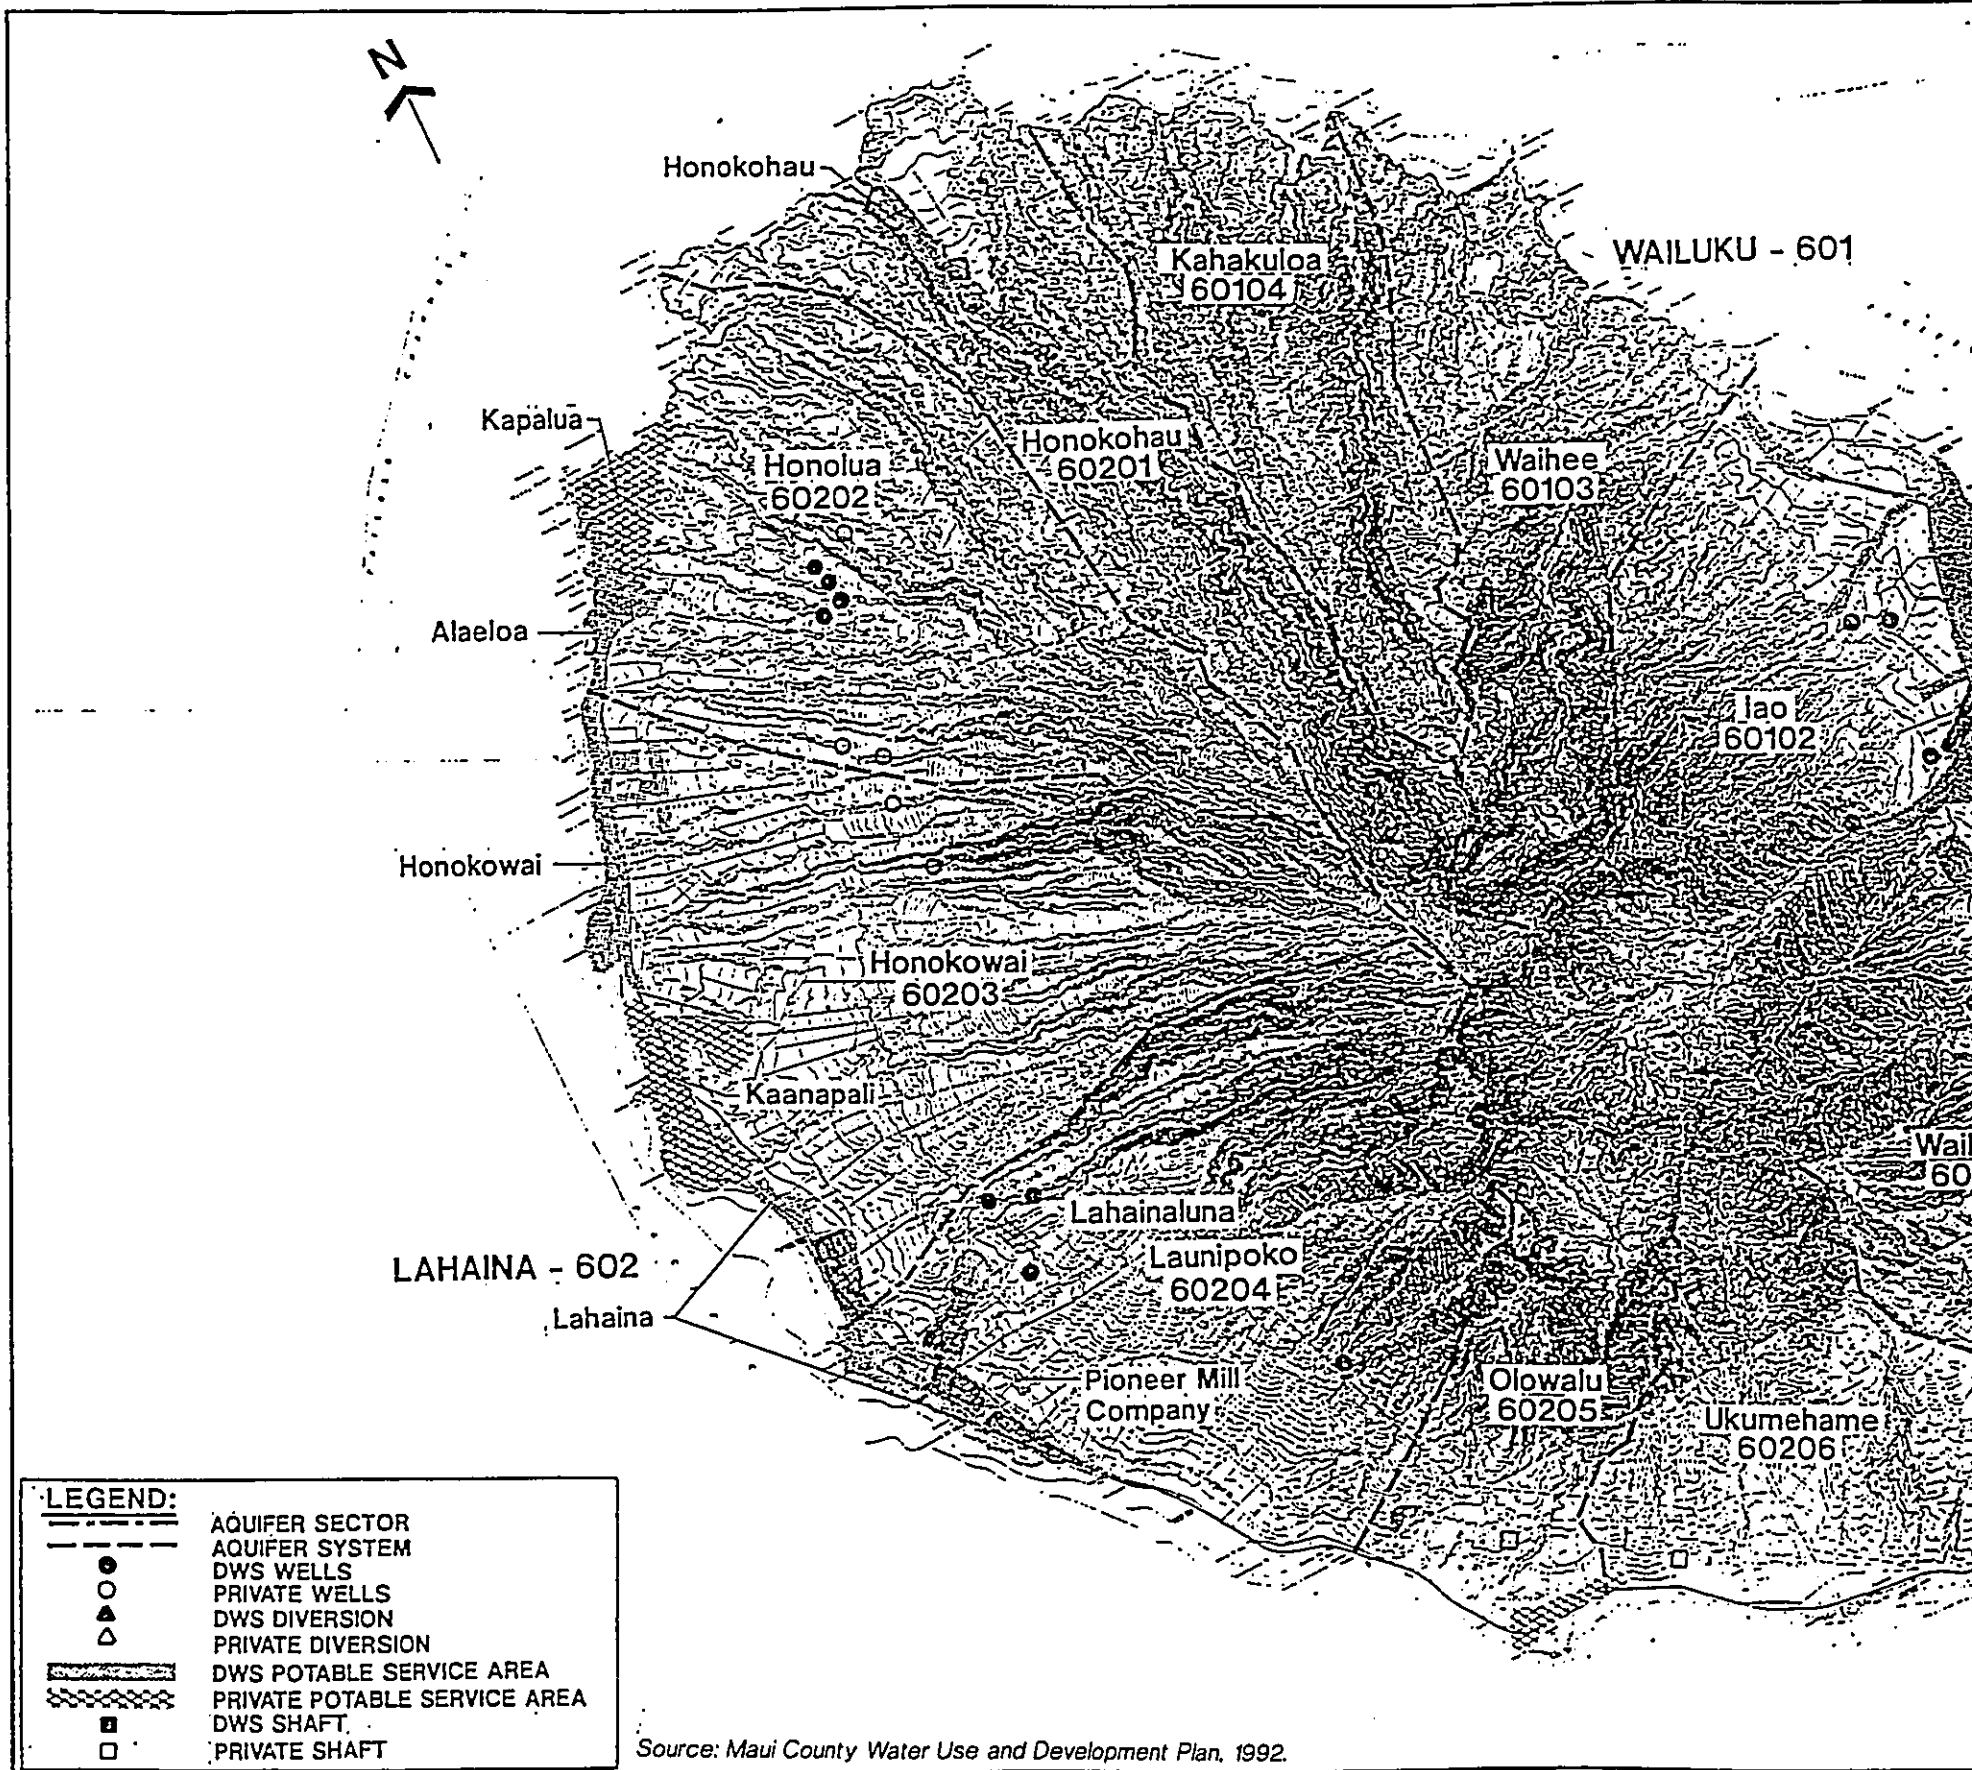 N
Honokohau
Kahakuloa
60104
WAILUKU - 601
Kapalua
Honolua
60202
Honokohau
60201
Waihee
60103
Alaeloa
Iao
60102
Honokowai
Honokowai
60203
Kaanapali
Lahainaluna
LAHAINA - 602
Launipoko
60204
Lahaina
Pioneer Mill
Company
Olowalu
60205
Ukumehame
60206
LEGEND:
AQUIFER SECTOR
AQUIFER SYSTEM
DWS WELLS
PRIVATE WELLS
DWS DIVERSION
PRIVATE DIVERSION
DWS POTABLE SERVICE AREA
PRIVATE POTABLE SERVICE AREA
DWS SHAFT
PRIVATE SHAFT
Source: Maui County Water Use and Development Plan, 1992.